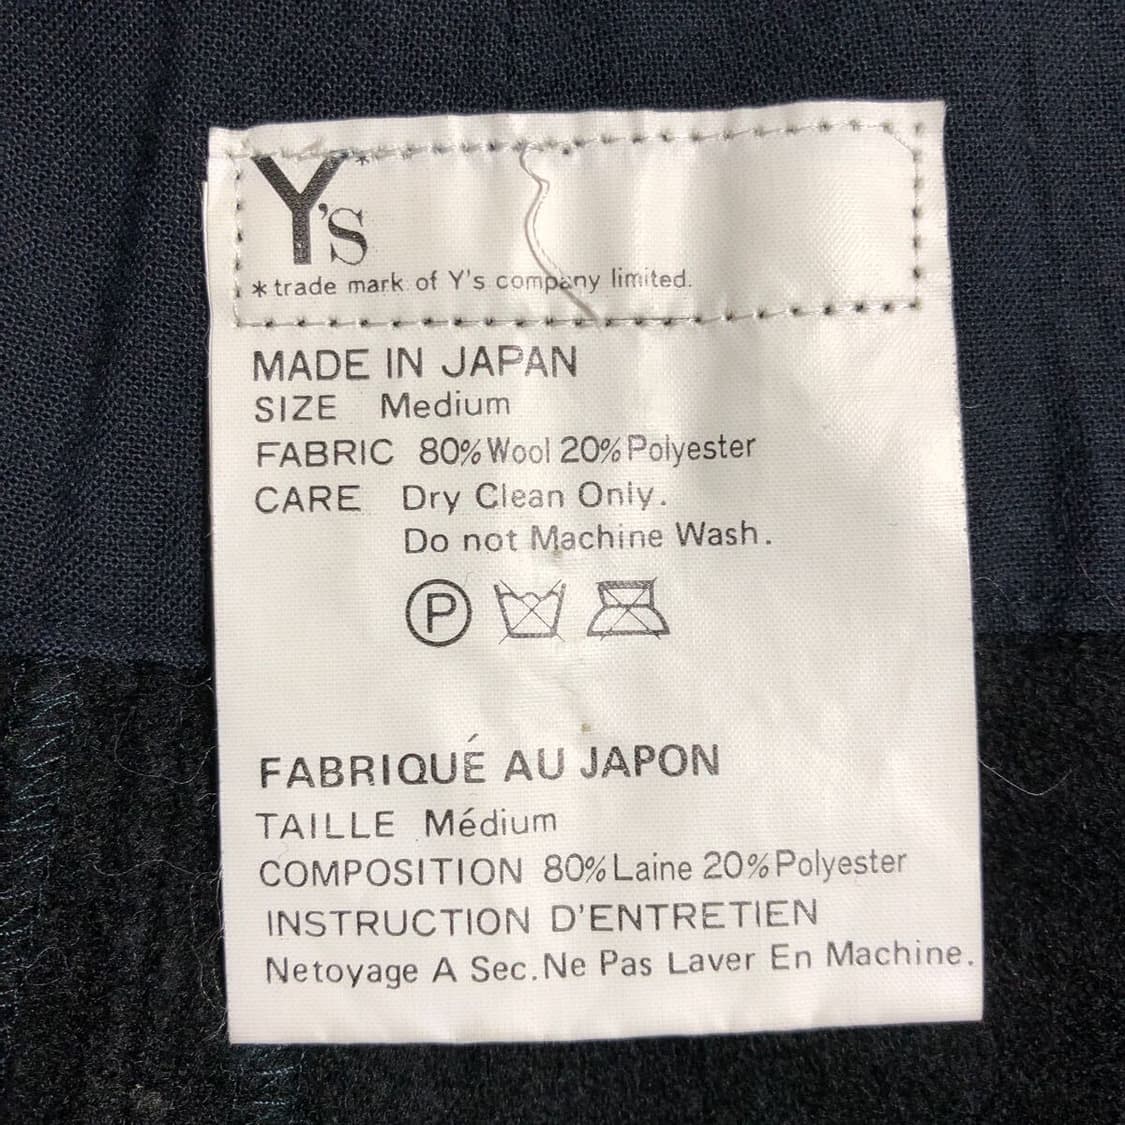 Y's*
*trade mark of Y's company limited.
MADE IN JAPAN
SIZE Medium
FABRIC 80%Wool 20%Polyester
CARE Dry Clean Only.
Do not Machine Wash.
P
FABRIQUÉ AU JAPON
TAILLE Médium
COMPOSITION 80%Laine 20%Polyester
INSTRUCTION D'ENTRETIEN
Netoyage A Sec.Ne Pas Laver En Machine.